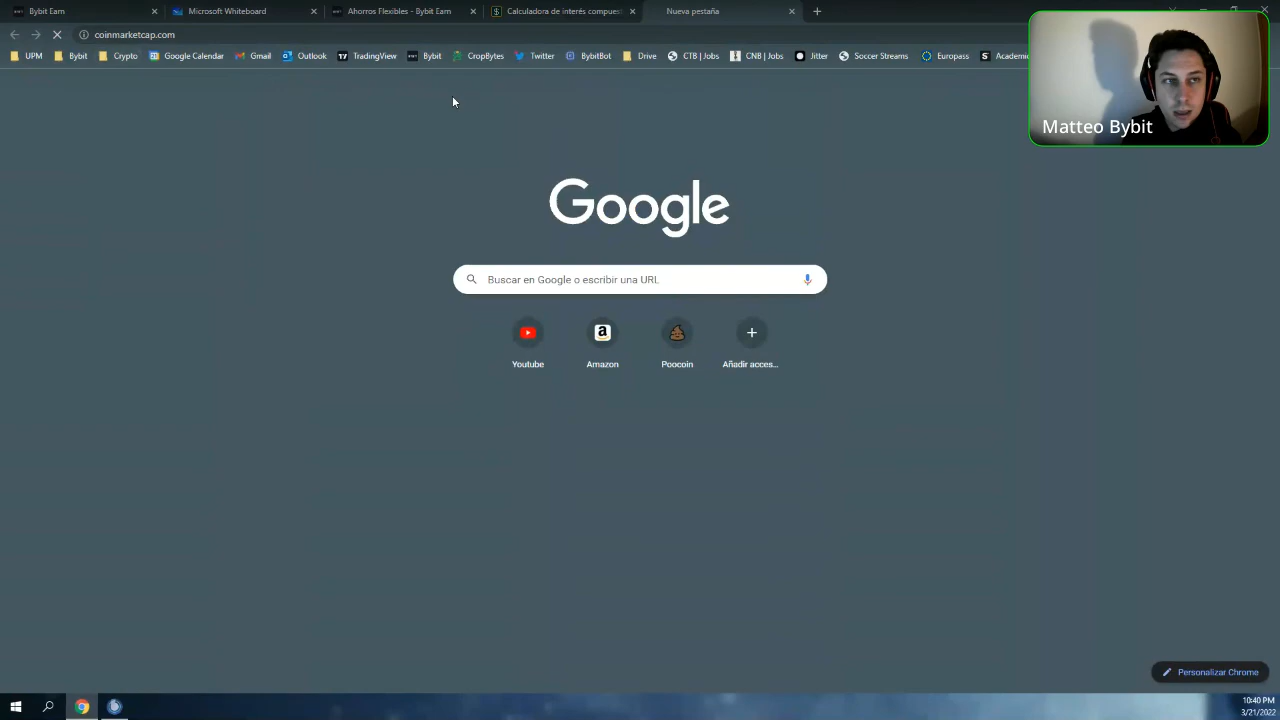 Bybit Earn
Microsoft Whiteboard
Ahorros Flexibles - Bybit Earn
Calculadora de interés compues
Nueva pestaña
coinmarketcap.com
UPM
Bybit
Crypto
Google Calendar
Gmail
Outlook
TradingView
Bybit
CropBytes
Twitter
BybitBot
Drive
CTB | Jobs
CNB | Jobs
Jitter
Soccer Streams
Europass
Academic
Matteo Bybit
Google
Buscar en Google o escribir una URL
Youtube
Amazon
Poocoin
Añadir acces...
Personalizar Chrome
10:40 PM
3/21/2022